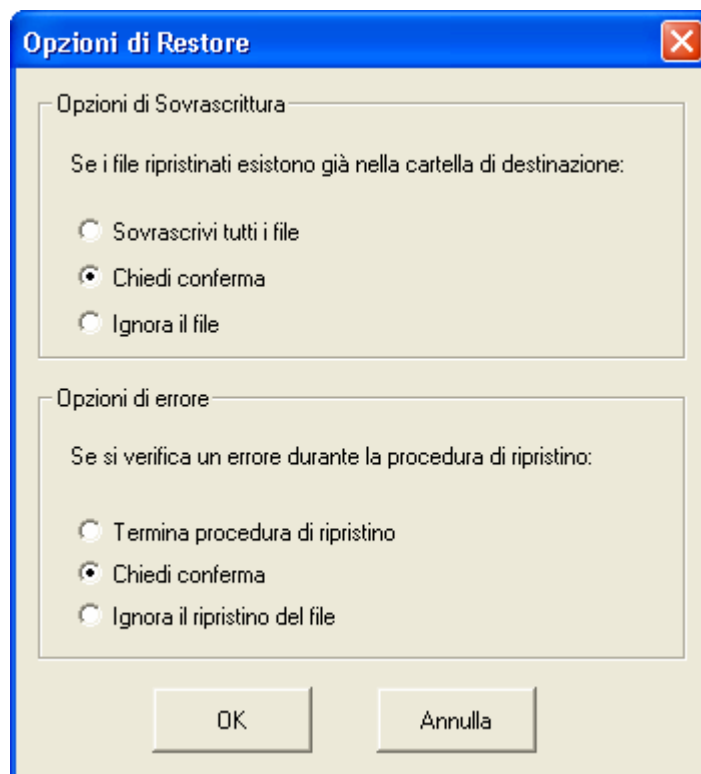 Opzioni di Restore
Opzioni di Sovrascrittura
Se i file ripristinati esistono già nella cartella di destinazione:
Sovrascrivi tutti i file
Chiedi conferma
Ignora il file
Opzioni di errore
Se si verifica un errore durante la procedura di ripristino:
Termina procedura di ripristino
Chiedi conferma
Ignora il ripristino del file
OK Annulla